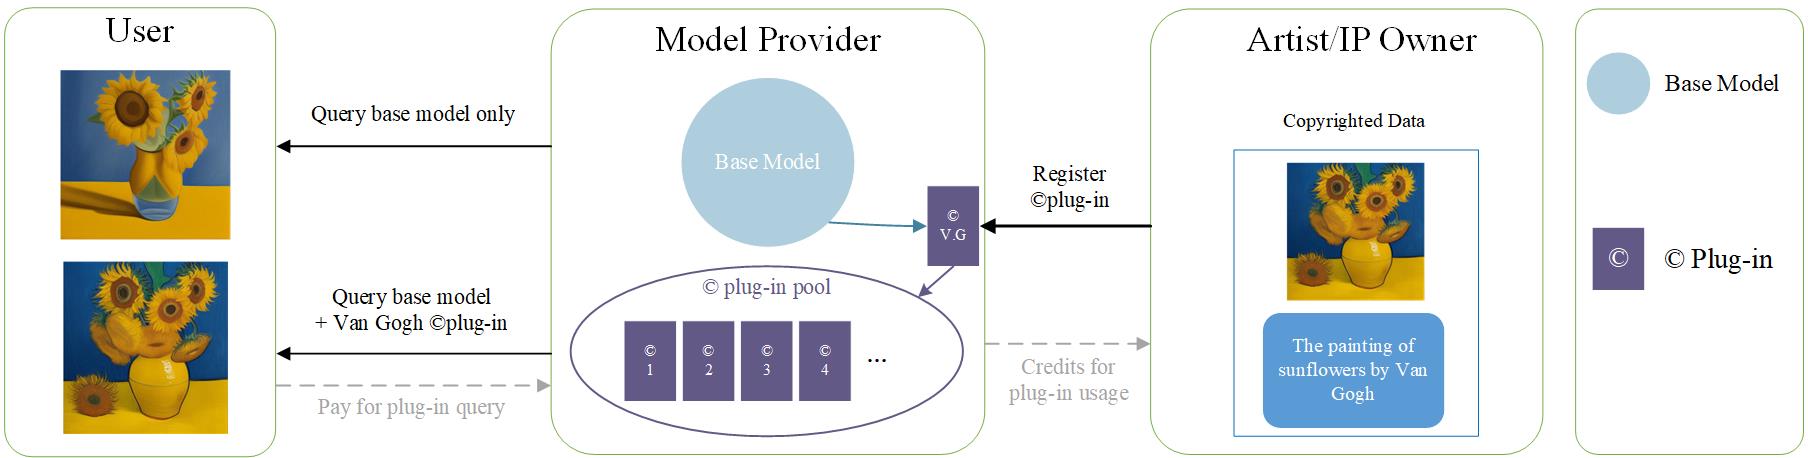 User
Query base model only
Query base model
+ Van Gogh ©plug-in
Pay for plug-in query
Model Provider
Base Model
©
V.G
© plug-in pool
©
1
©
2
©
3
©
4
...
Register
©plug-in
Credits for
plug-in usage
Artist/IP Owner
Copyrighted Data
The painting of
sunflowers by Van
Gogh
Base Model
©
© Plug-in